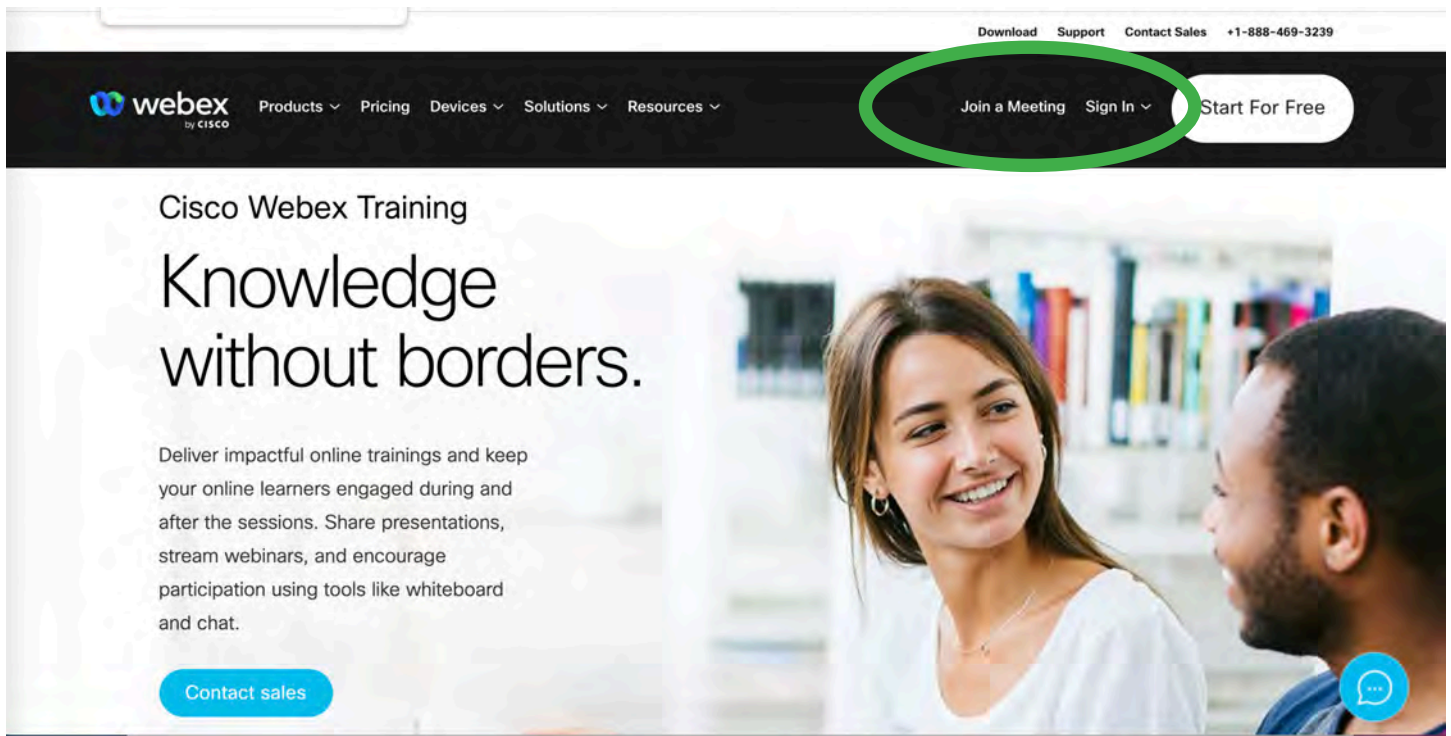 Download Support Contact Sales +1-888-469-3239
webex Products Pricing Devices Solutions Resources Join a Meeting Sign In Start For Free
by CISCO
Cisco Webex Training
Knowledge
without borders.
Deliver impactful online trainings and keep
your online learners engaged during and
after the sessions. Share presentations,
stream webinars, and encourage
participation using tools like whiteboard
and chat.
Contact sales